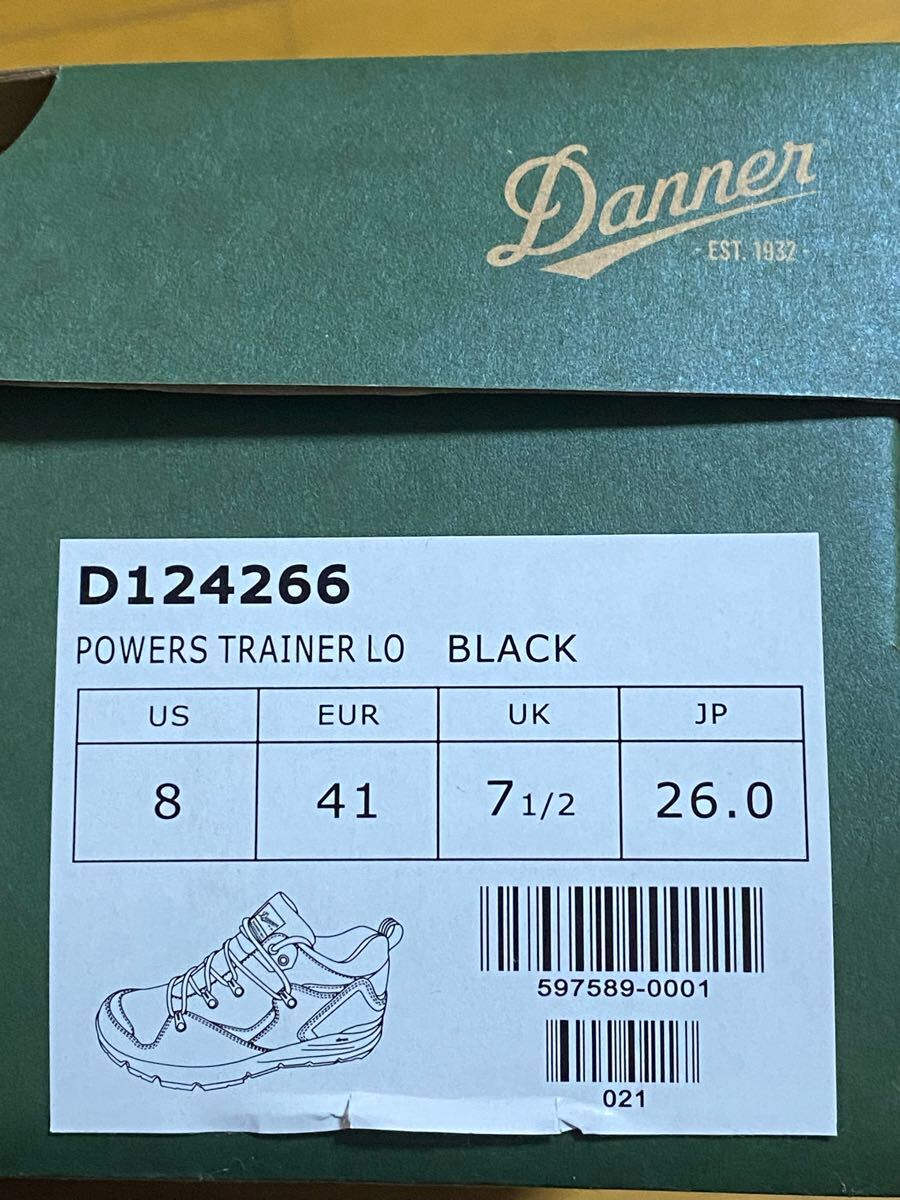 Danner
- EST. 1932 -
D124266
POWERS TRAINER LO BLACK
US EUR UK JP
8 41 7 1/2 26.0
Danner
597589-0001
021